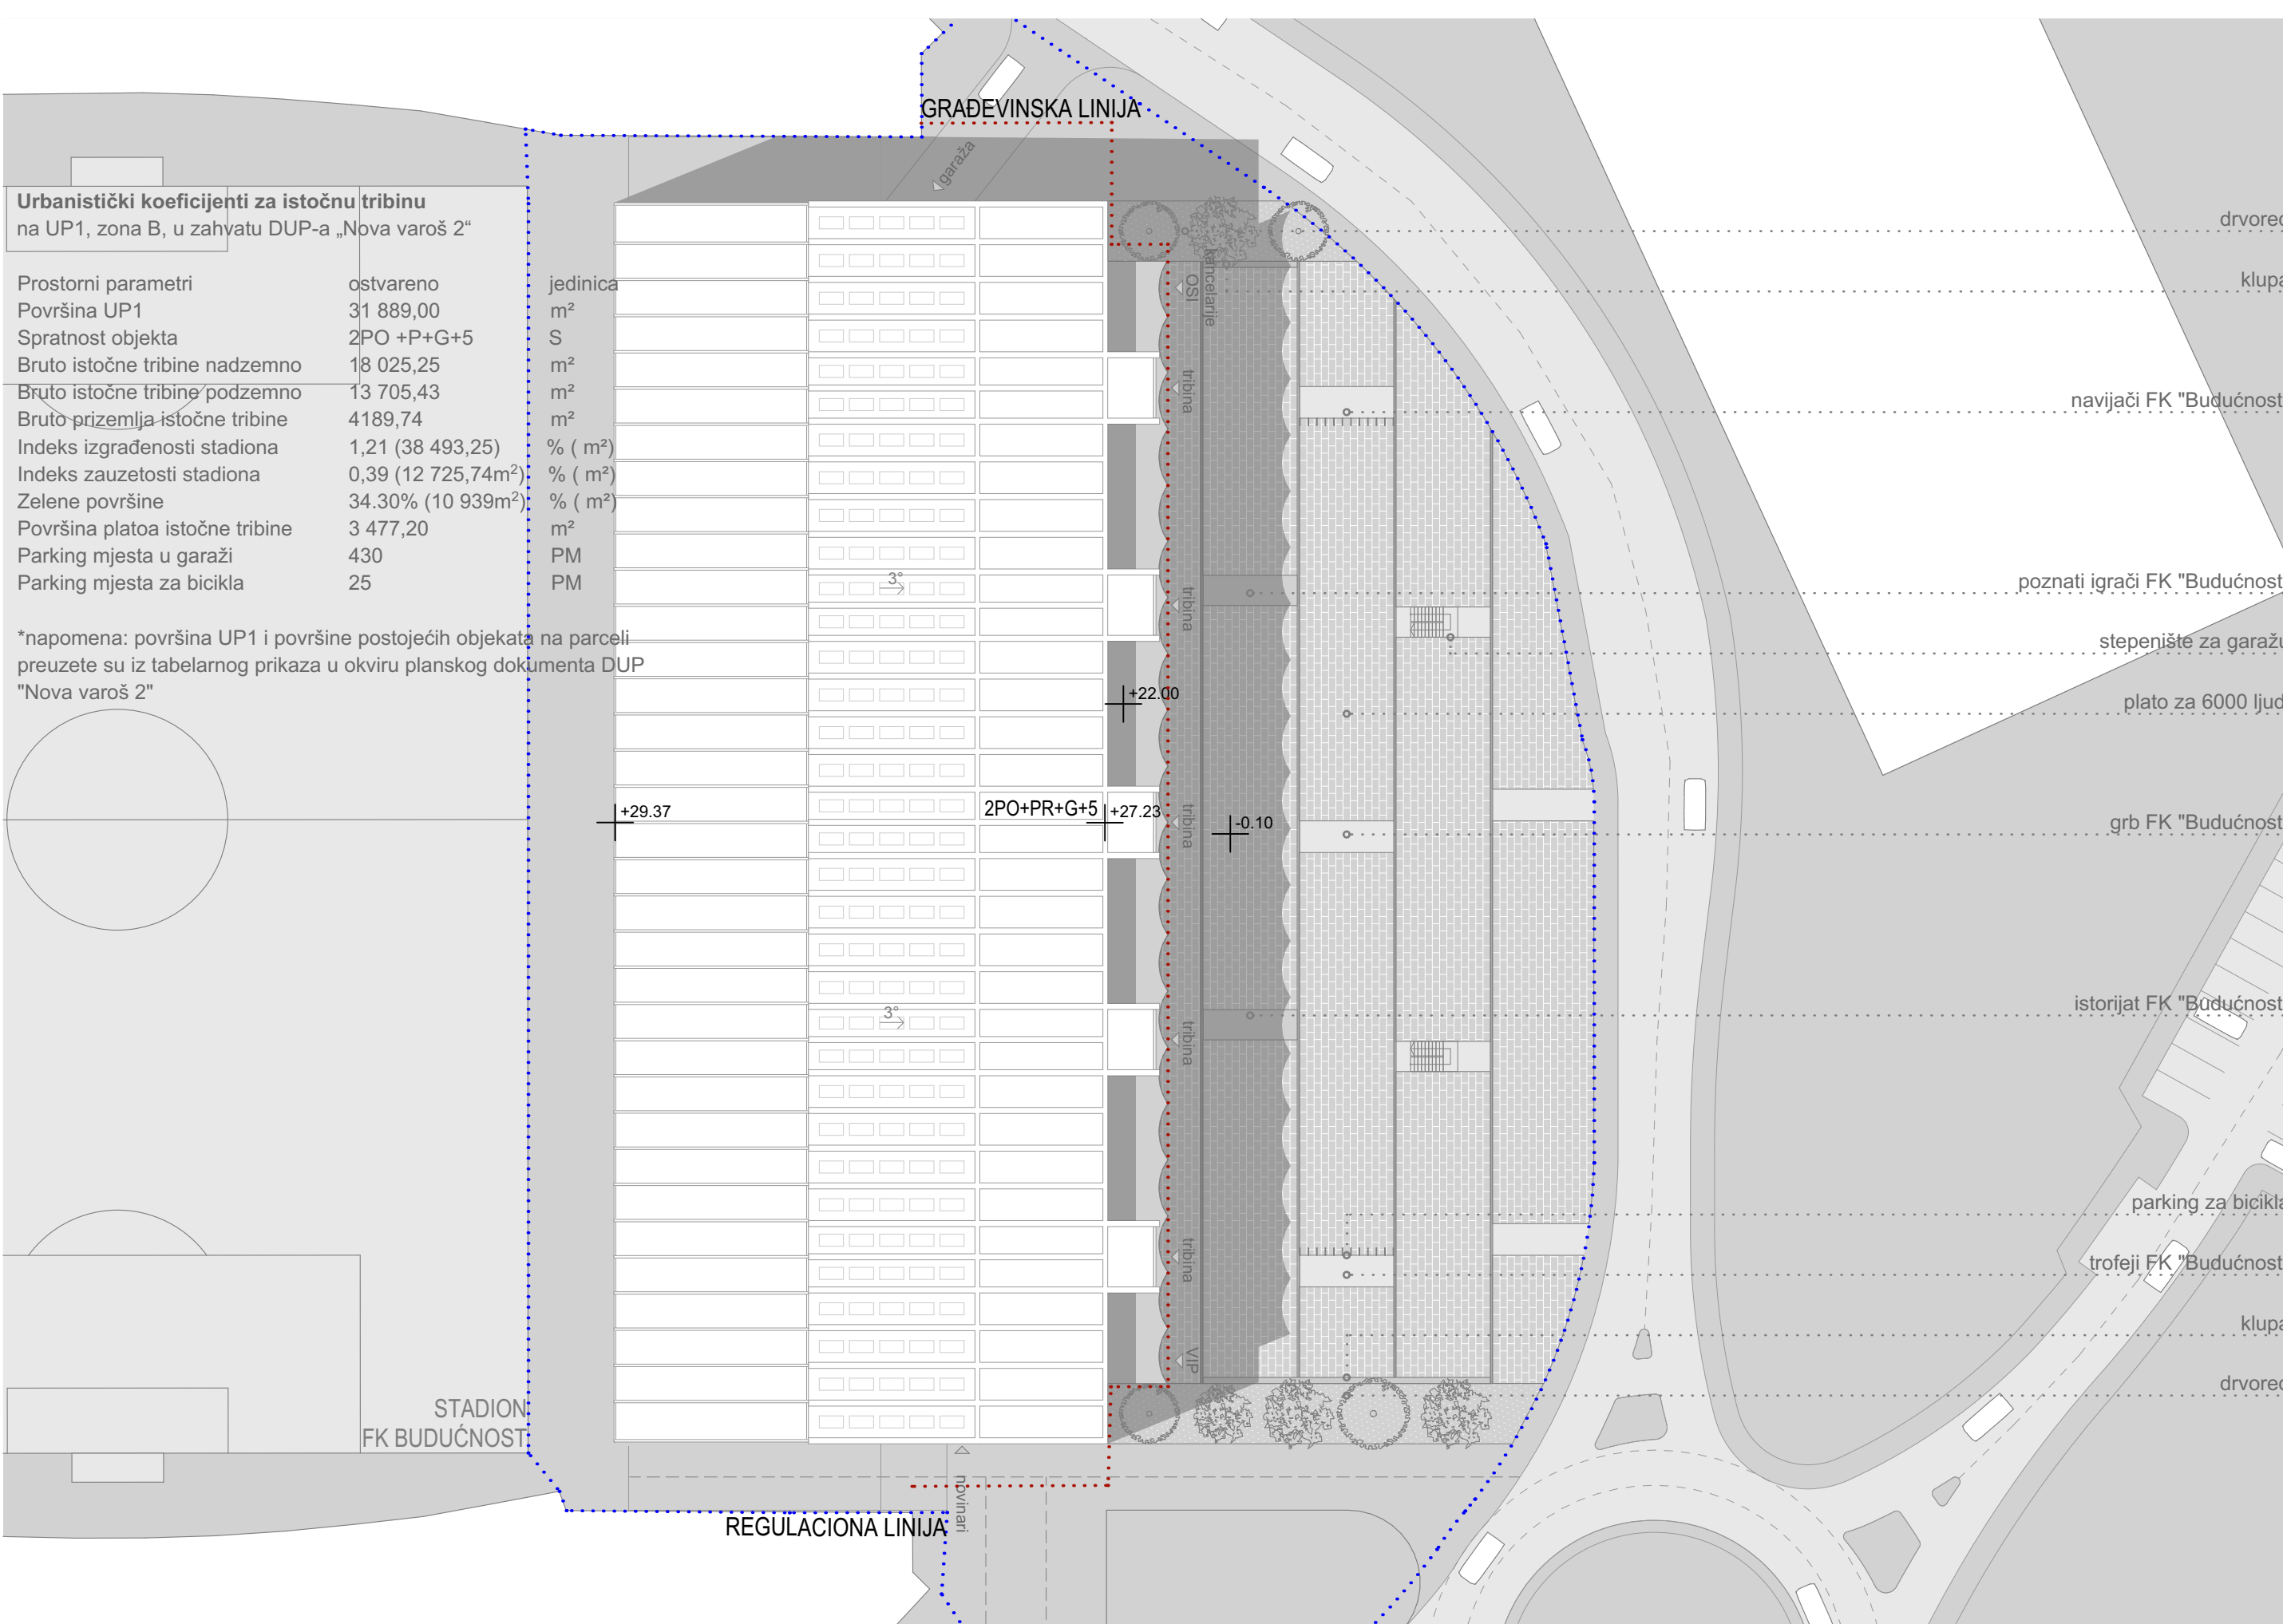 GRAĐEVINSKA LINIJA
garaža
Urbanistički koeficijenti za istočnu tribinu
na UP1, zona B, u zahvatu DUP-a „Nova varoš 2“
Prostorni parametri ostvareno jedinica
Površina UP1 31 889,00 m²
Spratnost objekta 2PO +P+G+5 S
Bruto istočne tribine nadzemno 18 025,25 m²
Bruto istočne tribine podzemno 13 705,43 m²
Bruto prizemlja istočne tribine 4189,74 m²
Indeks izgrađenosti stadiona 1,21 (38 493,25) % ( m²)
Indeks zauzetosti stadiona 0,39 (12 725,74m²) % ( m²)
Zelene površine 34.30% (10 939m²) % ( m²)
Površina platoa istočne tribine 3 477,20 m²
Parking mjesta u garaži 430 PM
Parking mjesta za bicikla 25 PM
*napomena: površina UP1 i površine postojećih objekata na parceli
preuzete su iz tabelarnog prikaza u okviru planskog dokumenta DUP
"Nova varoš 2"
kancelarije
OSI
tribina
tribina
tribina
tribina
tribina
VIP
3°
3°
+22.00
+29.37
2PO+PR+G+5
+27.23
-0.10
drvored
klupa
navijači FK "Budućnost
poznati igrači FK "Budućnost
stepenište za garažu
plato za 6000 ljud
grb FK "Budućnost
istorijat FK "Budućnost
parking za bicikla
trofeji FK "Budućnost
klupa
drvored
STADION
FK BUDUĆNOST
novinari
REGULACIONA LINIJA